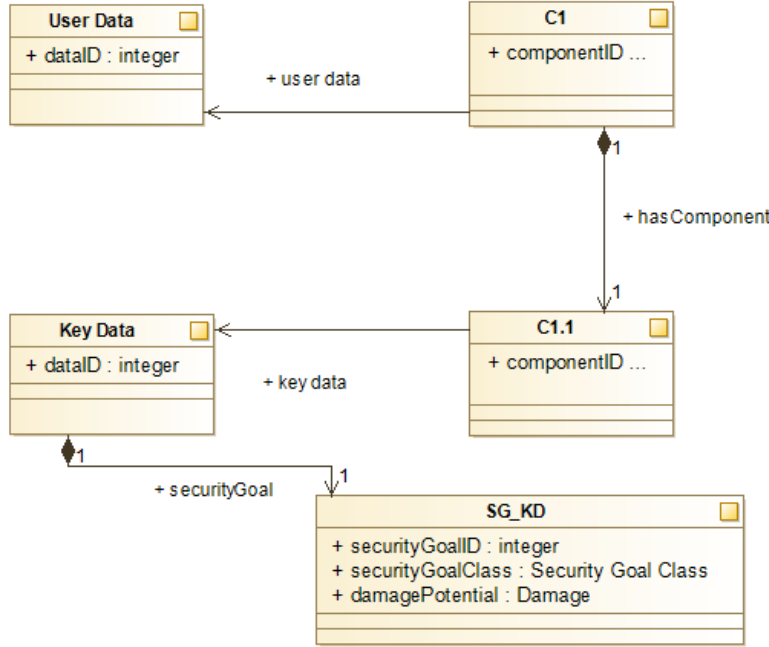 User Data
+ dataID : integer
C1
+ componentID ...
+ user data
1
+ hasComponent
1
Key Data
+ dataID : integer
C1.1
+ componentID ...
+ key data
1
+ securityGoal
1
SG_KD
+ securityGoalID : integer
+ securityGoalClass : Security Goal Class
+ damagePotential : Damage